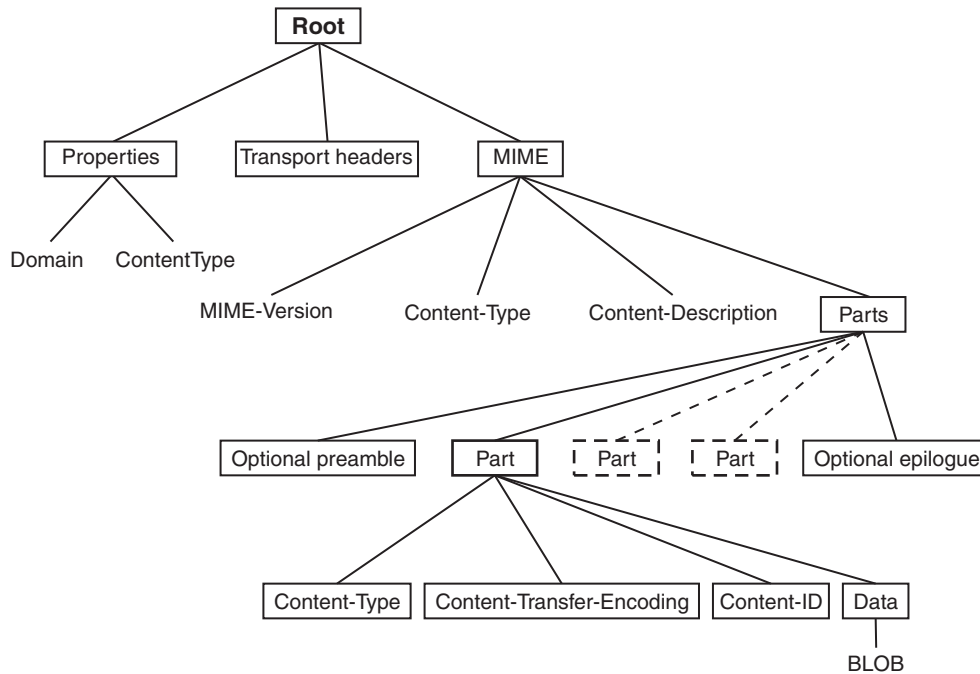 Root
Properties
Transport headers
MIME
Domain
ContentType
MIME-Version
Content-Type
Content-Description
Parts
Optional preamble
Part
Part
Part
Optional epilogue
Content-Type
Content-Transfer-Encoding
Content-ID
Data
BLOB